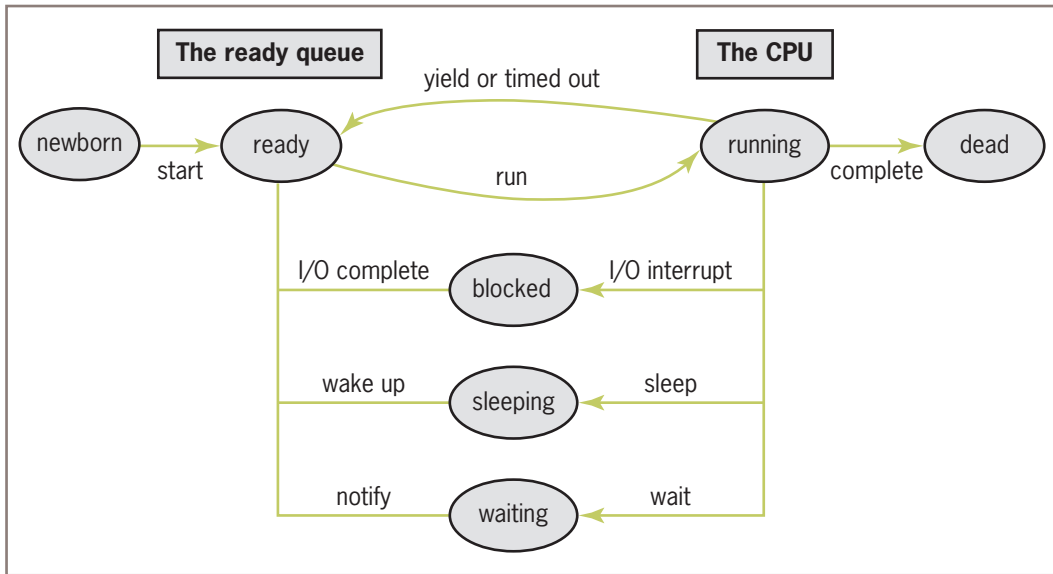 The ready queue
The CPU
yield or timed out
newborn
ready
running
dead
start
complete
run
I/O complete
blocked
I/O interrupt
wake up
sleeping
sleep
notify
waiting
wait